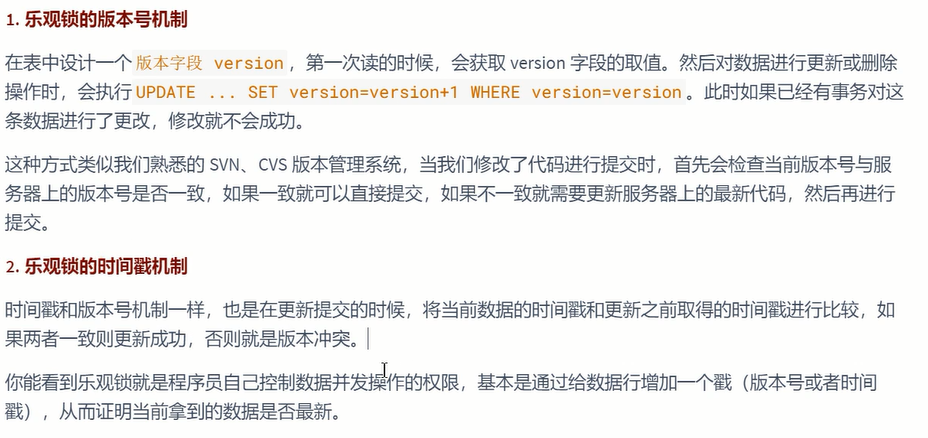 1. 乐观锁的版本号机制
在表中设计一个 版本字段 version ，第一次读的时候，会获取 version 字段的取值。然后对数据进行更新或删除
操作时，会执行 UPDATE ... SET version=version+1 WHERE version=version 。此时如果已经有事务对这
条数据进行了更改，修改就不会成功。
这种方式类似我们熟悉的 SVN、CVS 版本管理系统，当我们修改了代码进行提交时，首先会检查当前版本号与服
务器上的版本号是否一致，如果一致就可以直接提交，如果不一致就需要更新服务器上的最新代码，然后再进行
提交。
2. 乐观锁的时间戳机制
时间戳和版本号机制一样，也是在更新提交的时候，将当前数据的时间戳和更新之前取得的时间戳进行比较，如
果两者一致则更新成功，否则就是版本冲突。
你能看到乐观锁就是程序员自己控制数据并发操作的权限，基本是通过给数据行增加一个戳（版本号或者时间
戳），从而证明当前拿到的数据是否最新。